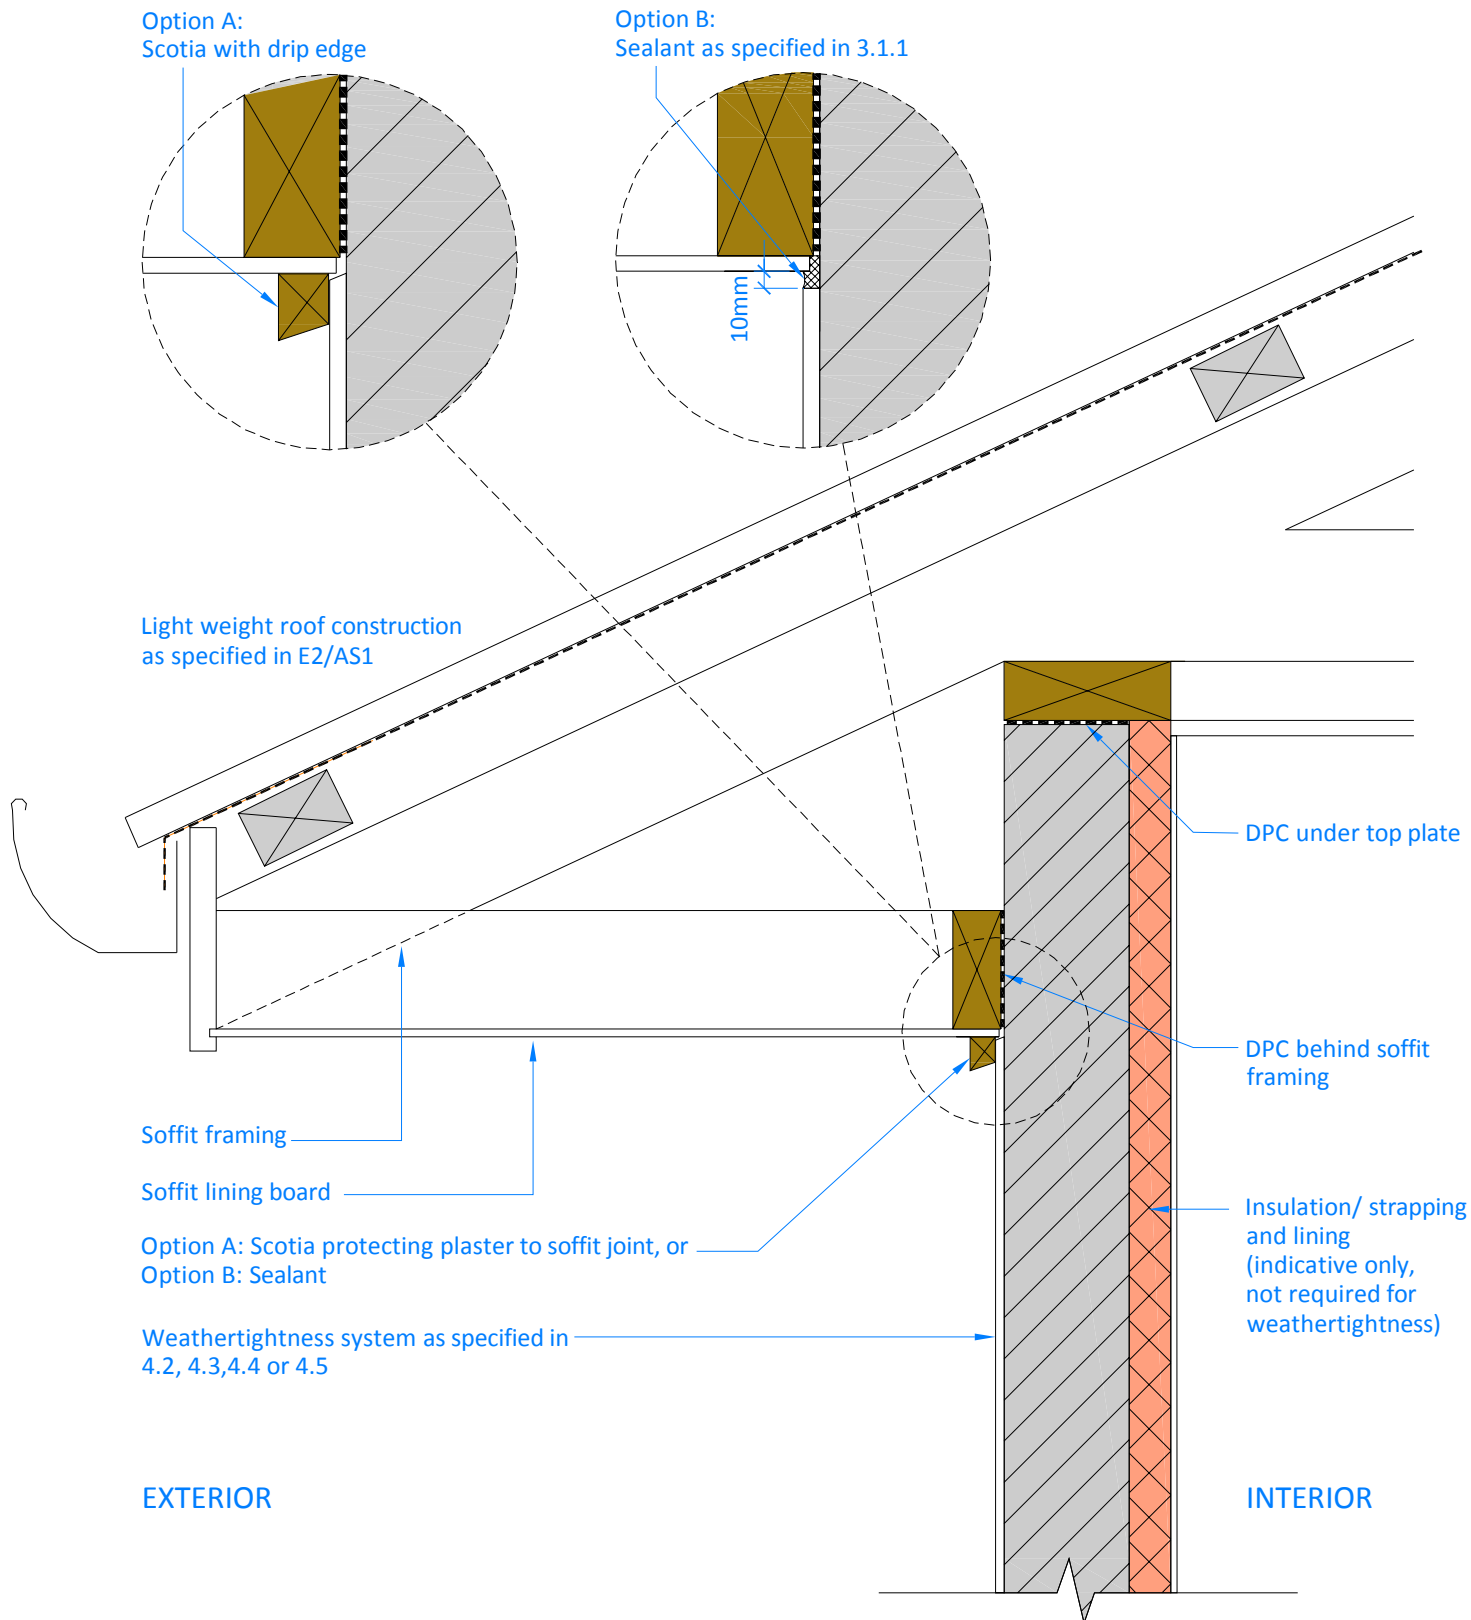 Option A:
Scotia with drip edge
Option B:
Sealant as specified in 3.1.1
10mm
Light weight roof construction
as specified in E2/AS1
DPC under top plate
DPC behind soffit
framing
Soffit framing
Soffit lining board
Insulation/ strapping
and lining
(indicative only,
not required for
weathertightness)
Option A: Scotia protecting plaster to soffit joint, or
Option B: Sealant
Weathertightness system as specified in
4.2, 4.3,4.4 or 4.5
EXTERIOR
INTERIOR